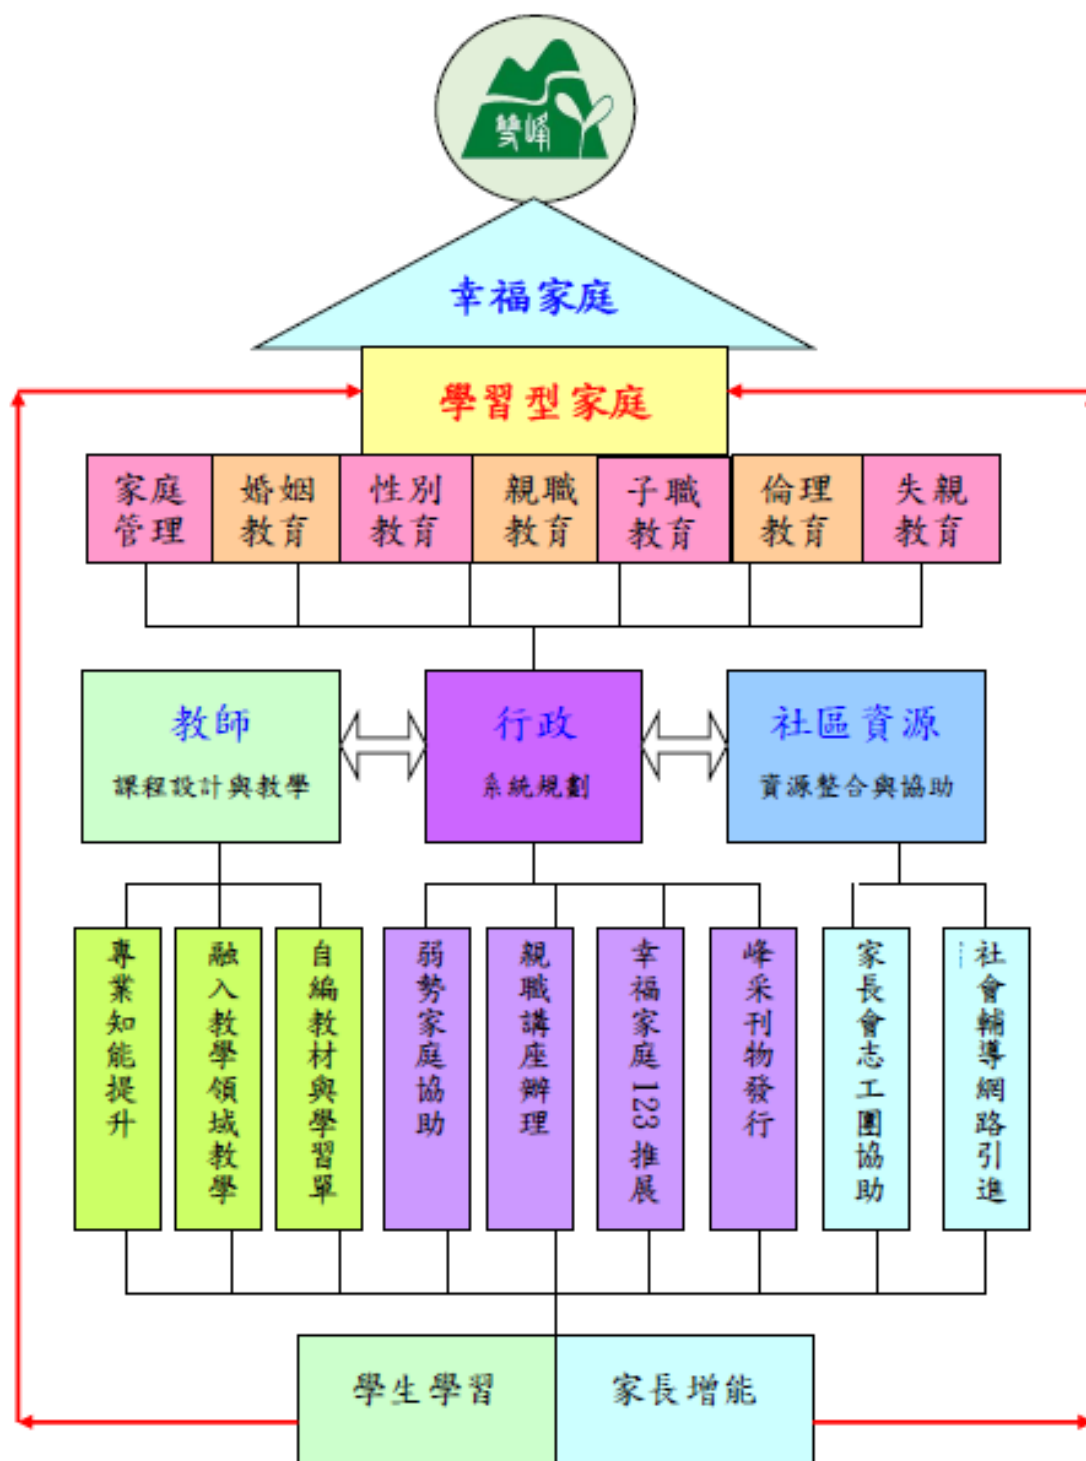 雙峰
幸福家庭
學習型家庭
家庭
管理
婚姻
教育
性別
教育
親職
教育
子職
教育
倫理
教育
失親
教育
教師
課程設計與教學
行政
系統規劃
社區資源
資源整合與協助
專業知能提升
融入教學領域教學
自編教材與學習單
弱勢家庭協助
親職講座辦理
幸福家庭123推展
峰采刊物發行
家長會志工團協助
社會輔導網路引進
學生學習
家長增能